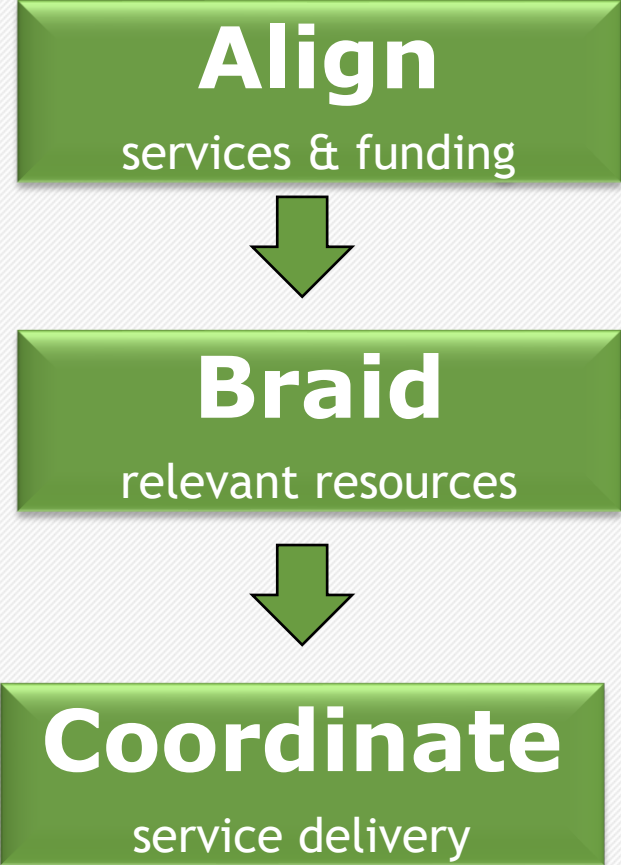 Align
services & funding
Braid
relevant resources
Coordinate
service delivery